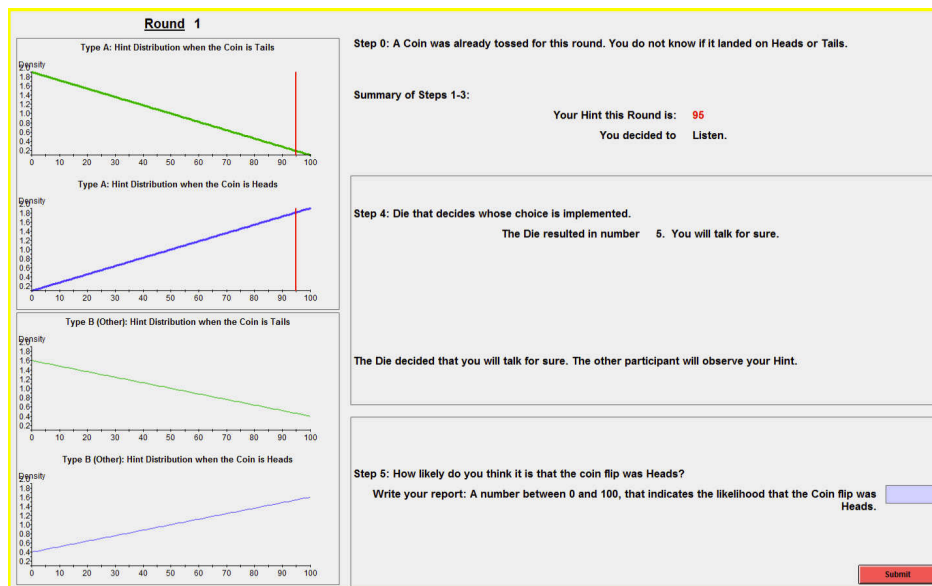 Round 1
Type A: Hint Distribution when the Coin is Tails
Density
2.0
1.8
1.6
1.4
1.2
1.0
0.8
0.6
0.4
0.2
0 10 20 30 40 50 60 70 80 90 100
Type A: Hint Distribution when the Coin is Heads
Density
2.0
1.8
1.6
1.4
1.2
1.0
0.8
0.6
0.4
0.2
0 10 20 30 40 50 60 70 80 90 100
Type B (Other): Hint Distribution when the Coin is Tails
Density
2.0
1.8
1.6
1.4
1.2
1.0
0.8
0.6
0.4
0.2
0 10 20 30 40 50 60 70 80 90 100
Type B (Other): Hint Distribution when the Coin is Heads
Density
2.0
1.8
1.6
1.4
1.2
1.0
0.8
0.6
0.4
0.2
0 10 20 30 40 50 60 70 80 90 100
Step 0: A Coin was already tossed for this round. You do not know if it landed on Heads or Tails.
Summary of Steps 1-3:
Your Hint this Round is: 95
You decided to Listen.
Step 4: Die that decides whose choice is implemented.
The Die resulted in number 5. You will talk for sure.
The Die decided that you will talk for sure. The other participant will observe your Hint.
Step 5: How likely do you think it is that the coin flip was Heads?
Write your report: A number between 0 and 100, that indicates the likelihood that the Coin flip was
Heads.
Submit